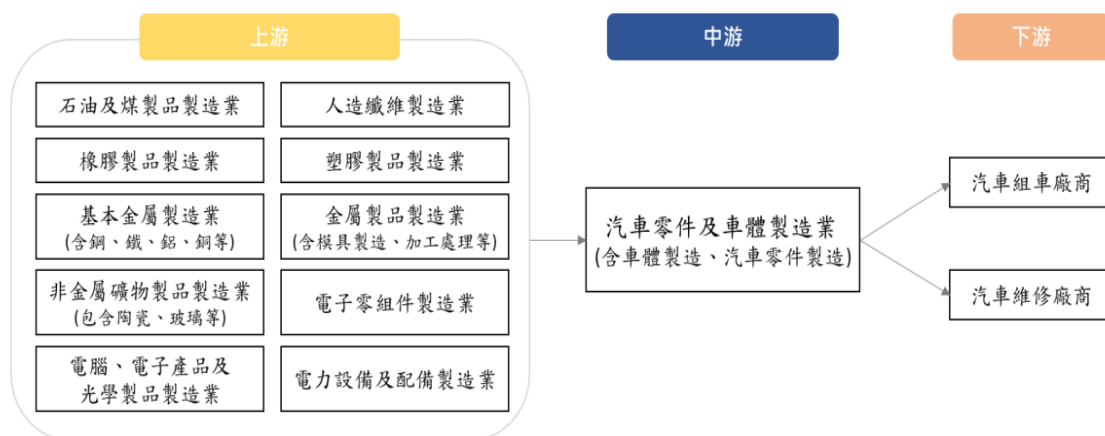 上游
中游
下游
石油及煤製品製造業
人造纖維製造業
橡膠製品製造業
塑膠製品製造業
基本金屬製造業
(含鋼、鐵、鋁、銅等)
金屬製品製造業
(含模具製造、加工處理等)
非金屬礦物製品製造業
(包含陶瓷、玻璃等)
電子零組件製造業
電腦、電子產品及
光學製品製造業
電力設備及配備製造業
汽車零件及車體製造業
(含車體製造、汽車零件製造)
汽車組車廠商
汽車維修廠商